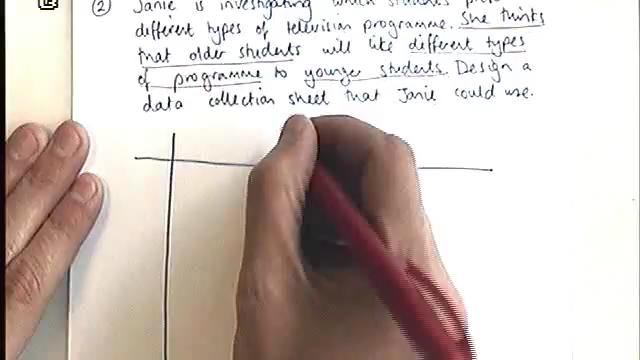 ② Janie is investigating which students
different types of television programme. She thinks
that older students will like different types
of programme to younger students. Design a
data collection sheet that Janie could use.